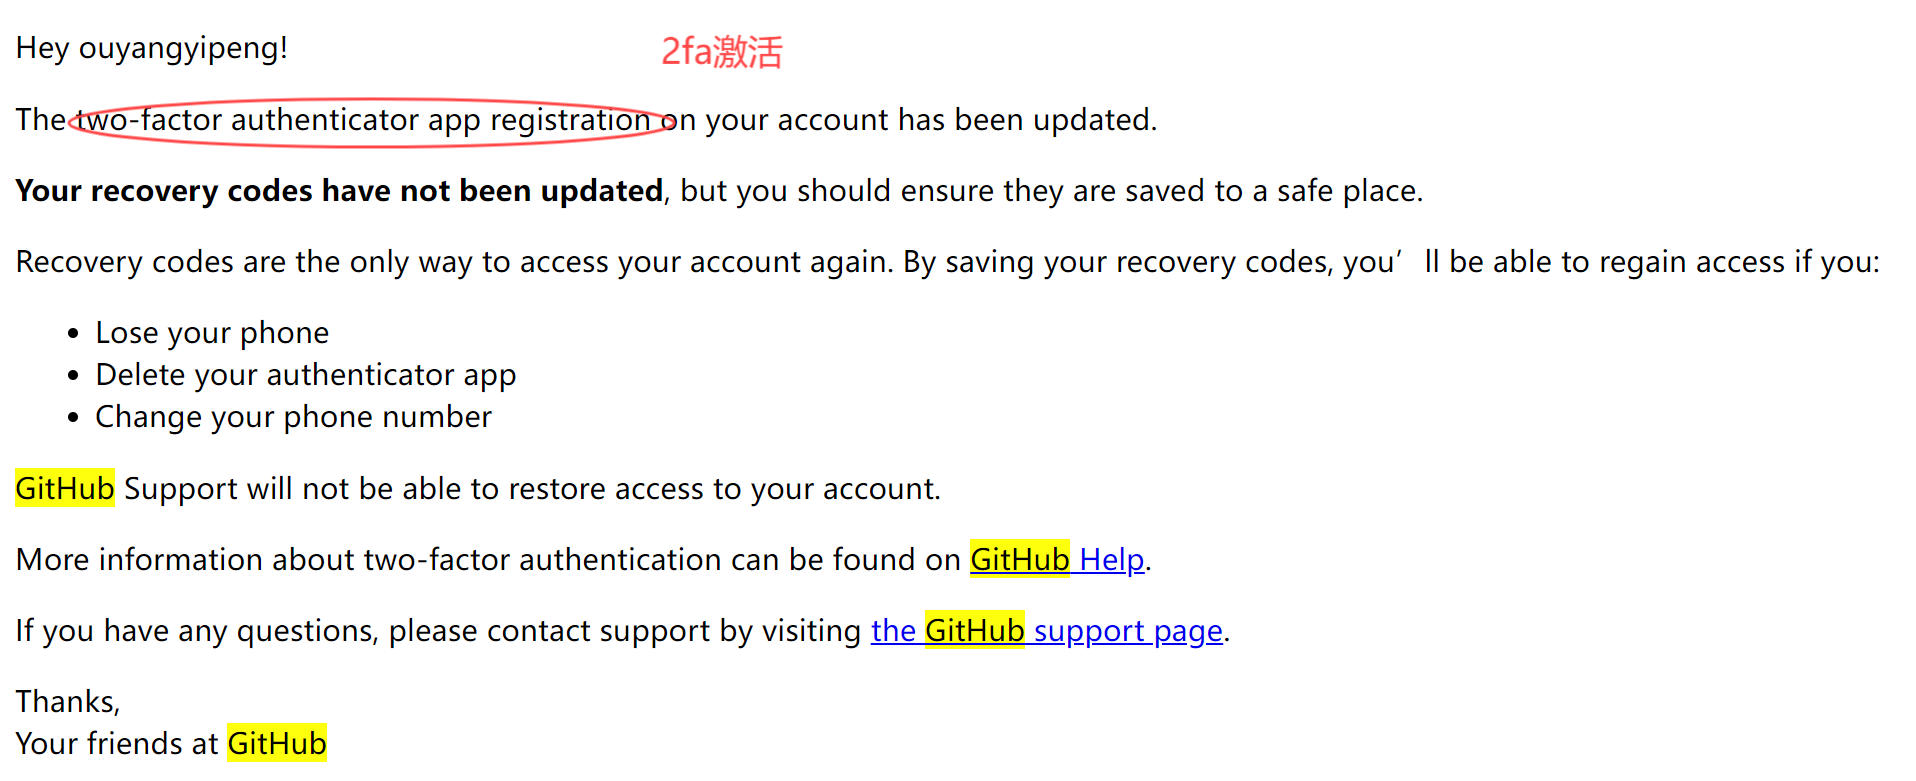 Hey ouyangyipeng!
2fa激活
The two-factor authenticator app registration on your account has been updated.
Your recovery codes have not been updated, but you should ensure they are saved to a safe place.
Recovery codes are the only way to access your account again. By saving your recovery codes, you’ll be able to regain access if you:
• Lose your phone
• Delete your authenticator app
• Change your phone number
GitHub Support will not be able to restore access to your account.
More information about two-factor authentication can be found on GitHub Help.
If you have any questions, please contact support by visiting the GitHub support page.
Thanks,
Your friends at GitHub